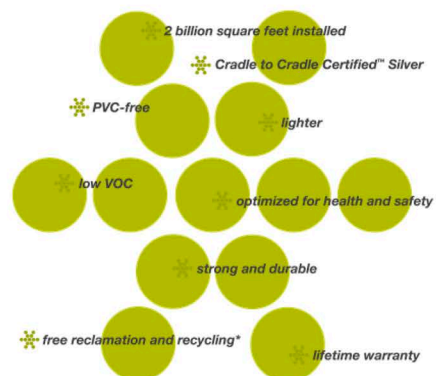 2 billion square feet installed
Cradle to Cradle Certified™ Silver
PVC-free
lighter
low VOC
optimized for health and safety
strong and durable
free reclamation and recycling*
lifetime warranty